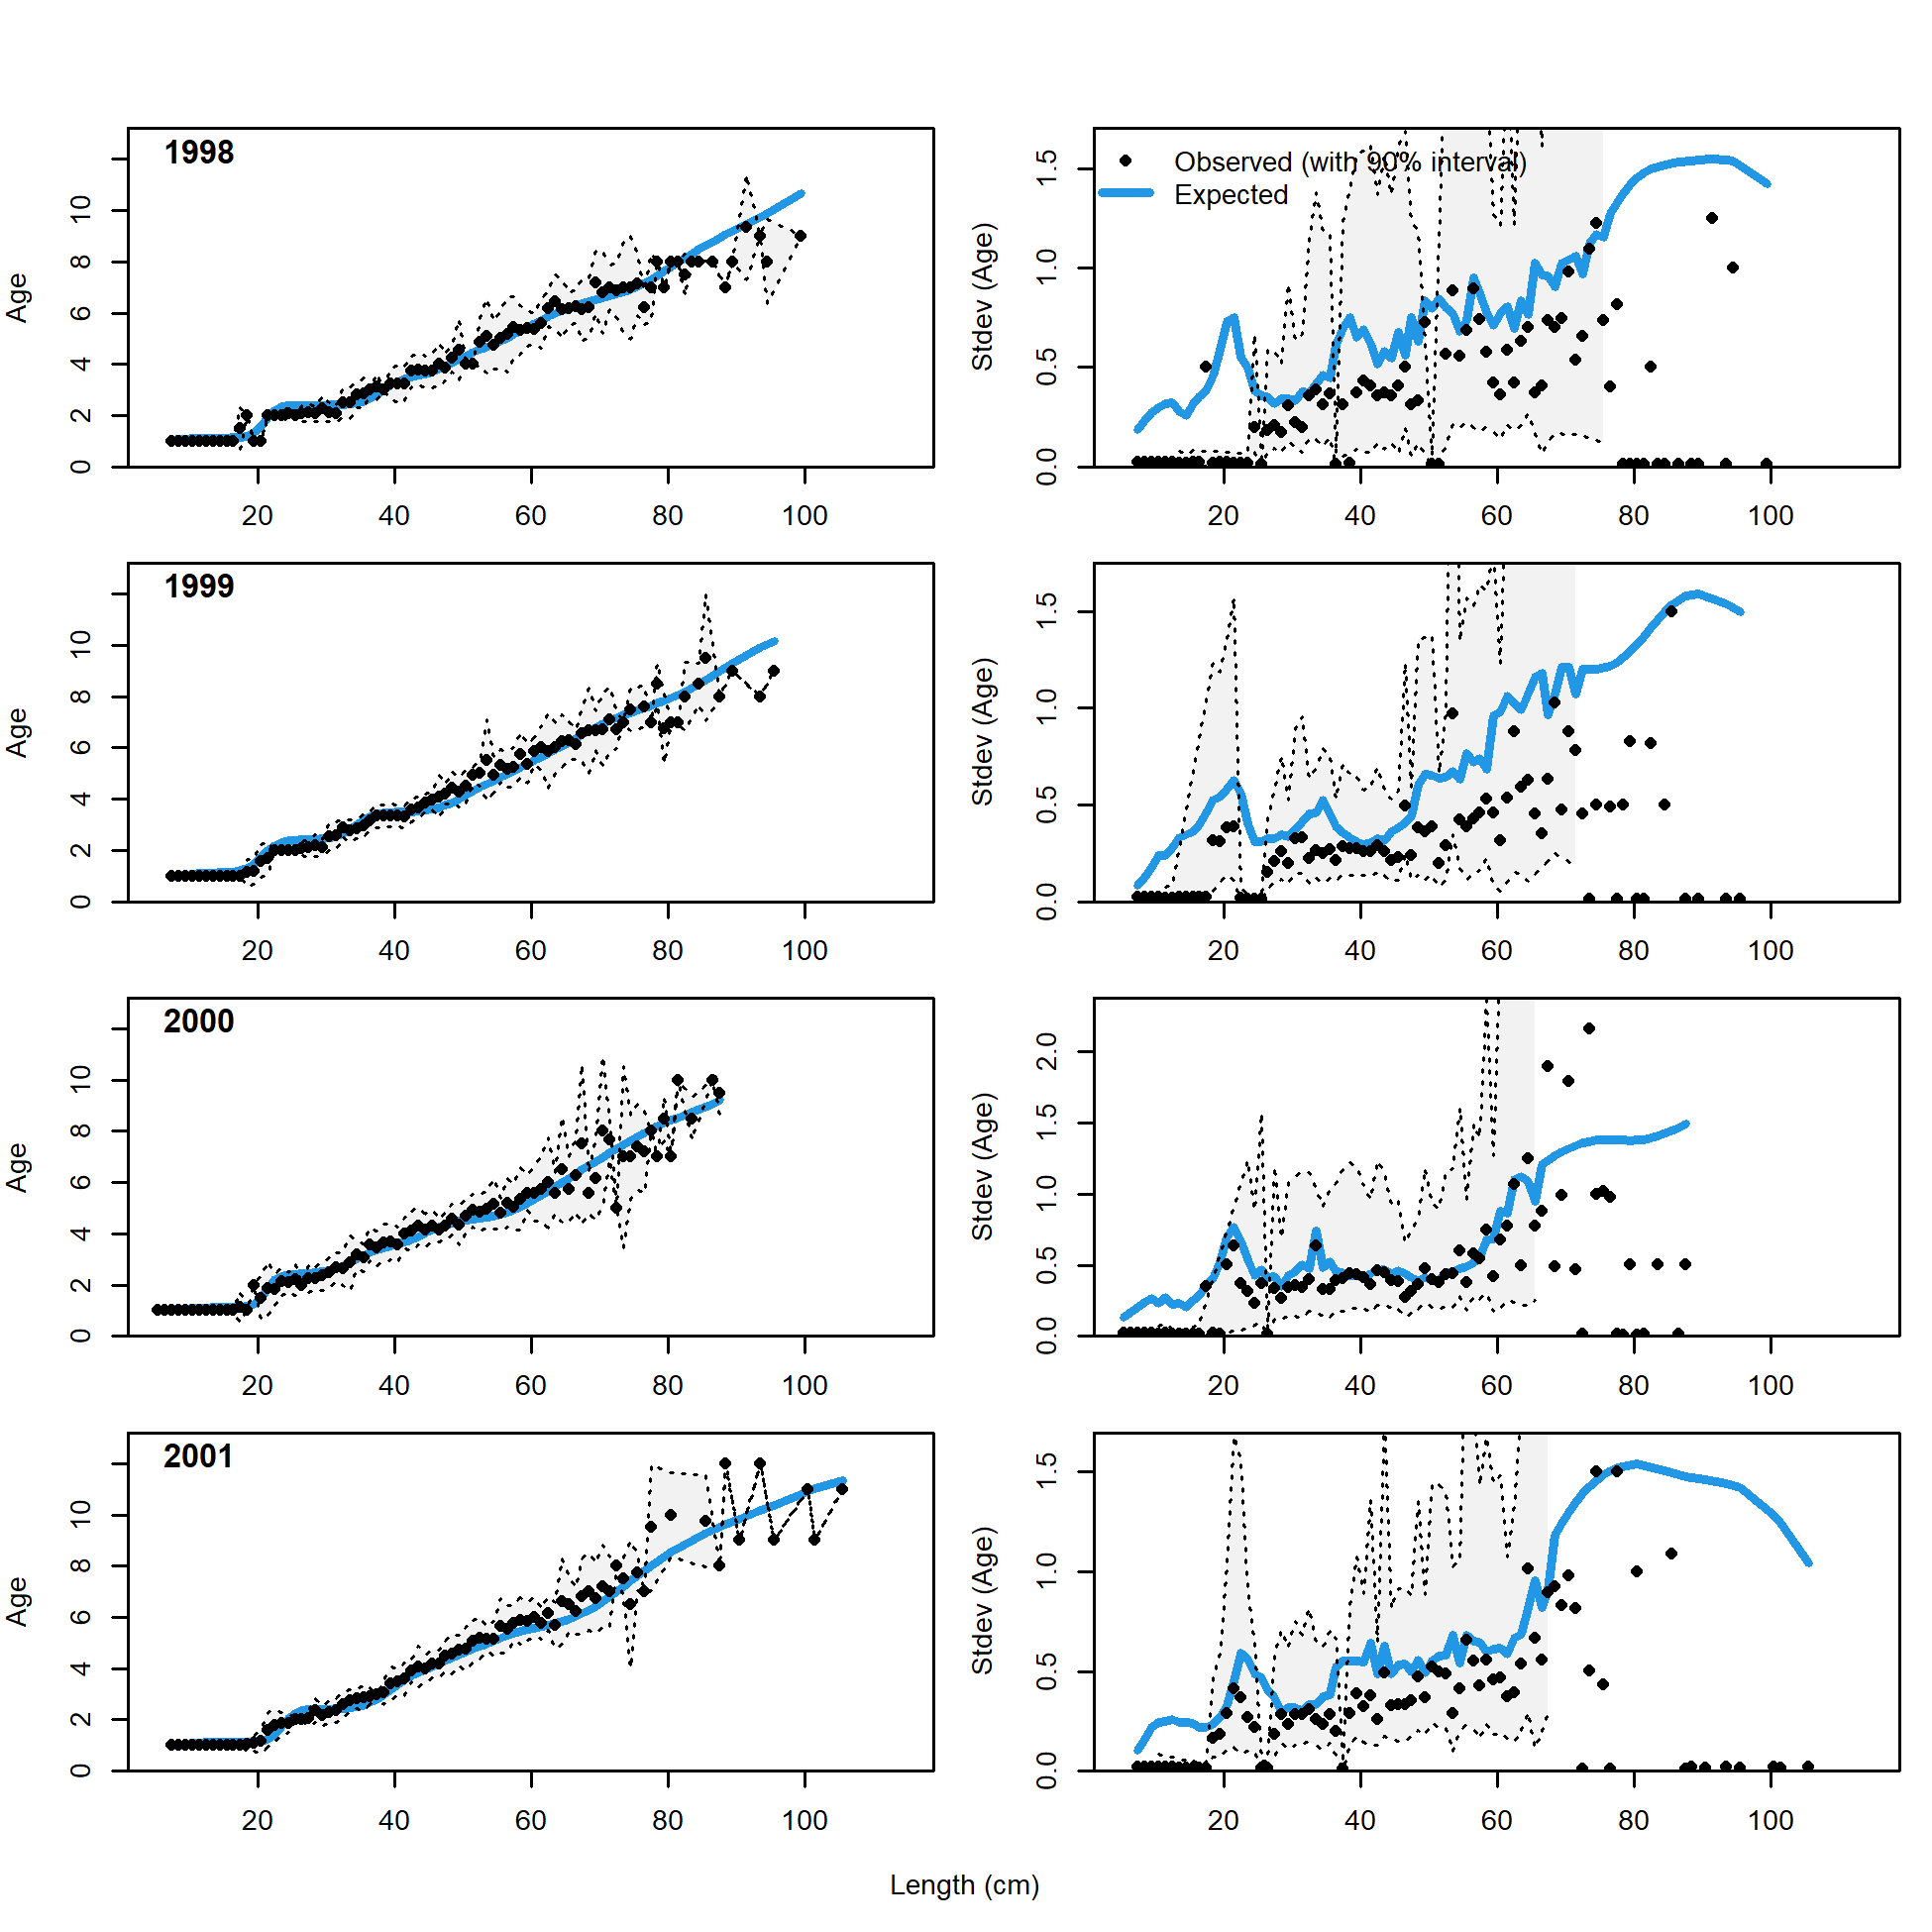 1998
Age
0 2 4 6 8 10
20 40 60 80 100
Observed (with 90% interval)
Expected
Stdev (Age)
0.0 0.5 1.0 1.5
20 40 60 80 100
1999
Age
0 2 4 6 8 10
20 40 60 80 100
Stdev (Age)
0.0 0.5 1.0 1.5
20 40 60 80 100
2000
Age
0 2 4 6 8 10
20 40 60 80 100
Stdev (Age)
0.0 0.5 1.0 1.5 2.0
20 40 60 80 100
2001
Age
0 2 4 6 8 10
20 40 60 80 100
Stdev (Age)
0.0 0.5 1.0 1.5
20 40 60 80 100
Length (cm)